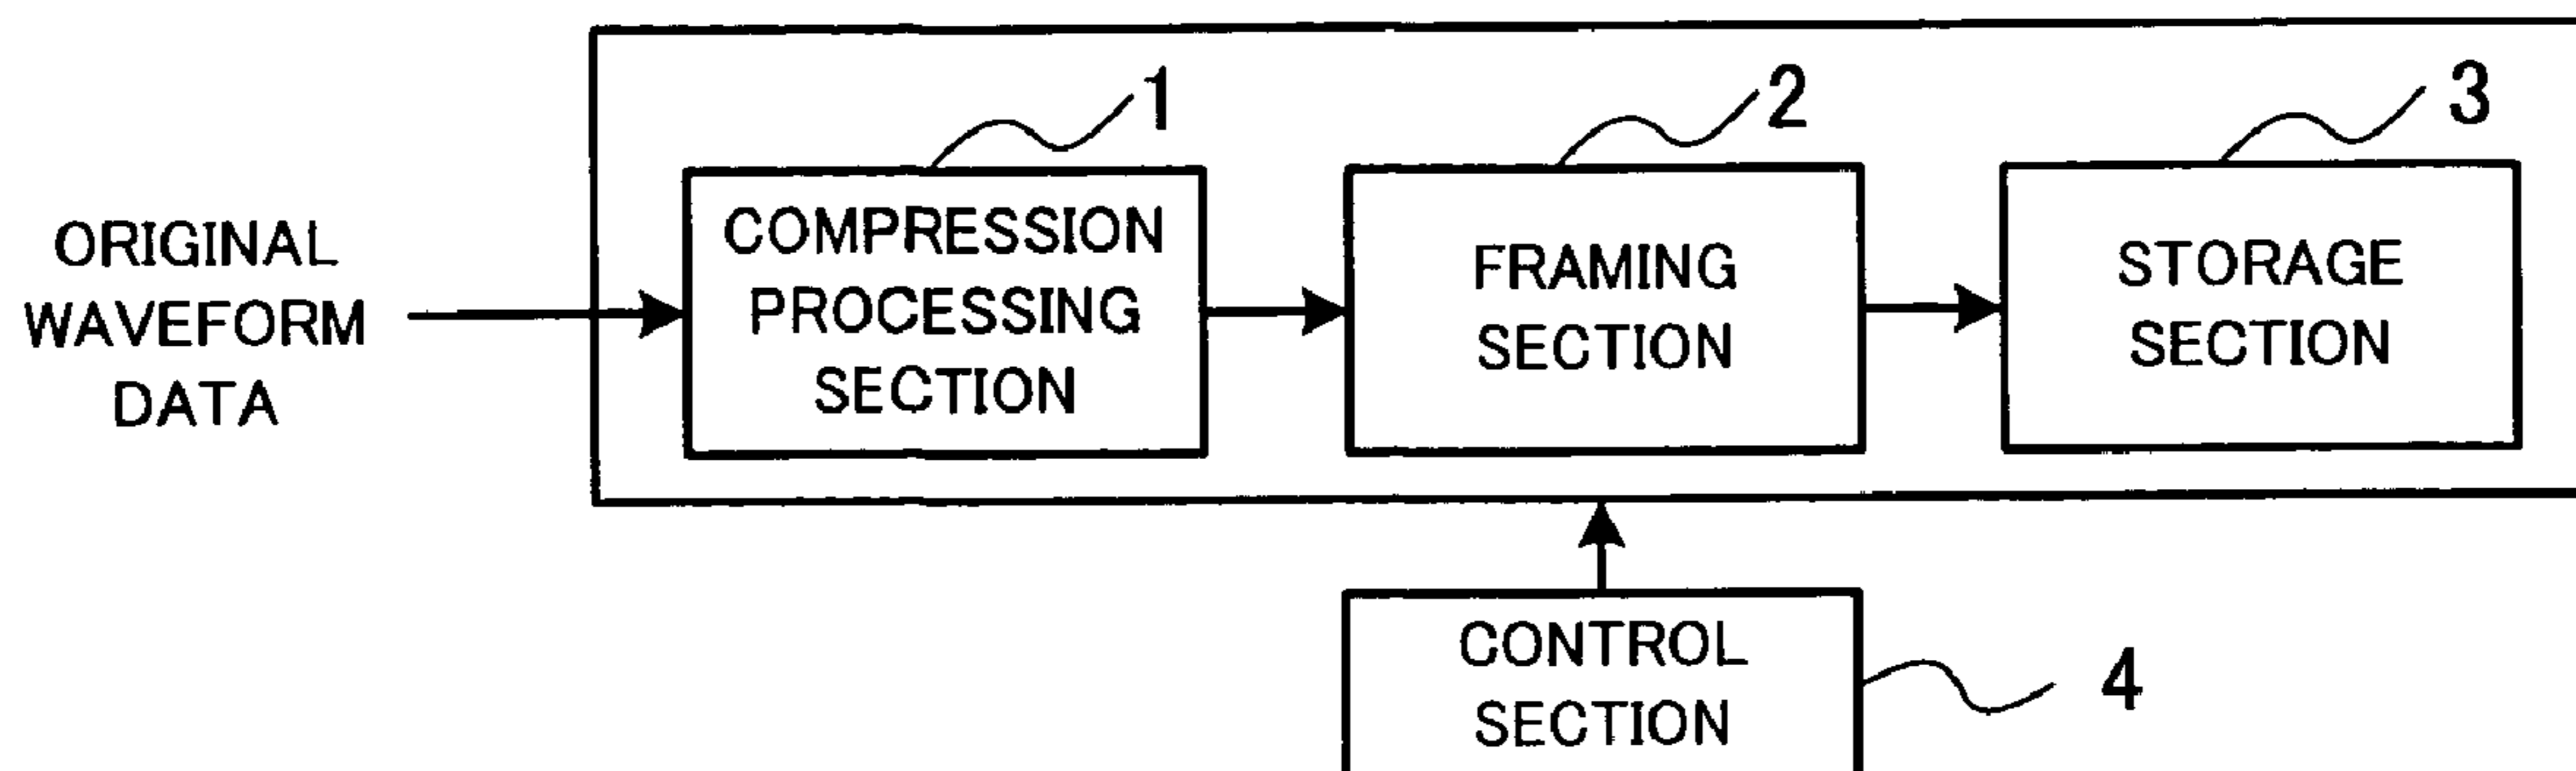 1
2
3
ORIGINAL
WAVEFORM
DATA
COMPRESSION
PROCESSING
SECTION
FRAMING
SECTION
STORAGE
SECTION
CONTROL
SECTION
4